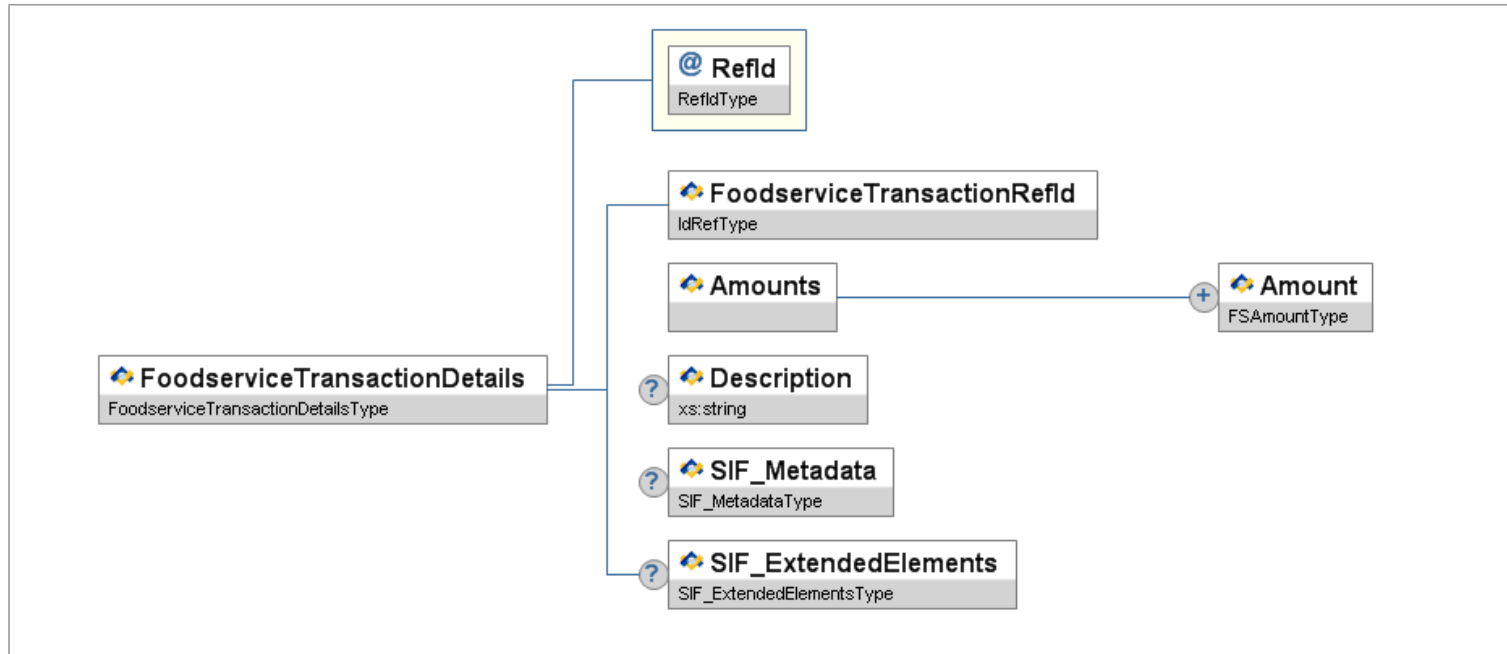 @ RefId
RefIdType
FoodserviceTransactionRefId
IdRefType
Amounts
+
Amount
FSAmountType
FoodserviceTransactionDetails
FoodserviceTransactionDetailsType
?
Description
xs:string
?
SIF_Metadata
SIF_MetadataType
?
SIF_ExtendedElements
SIF_ExtendedElementsType